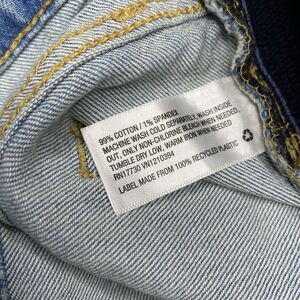 99% COTTON / 1% SPANDEX
MACHINE WASH COLD SEPARATELY, WASH INSIDE
OUT, ONLY NON-CHLORINE BLEACH WHEN NEEDED,
TUMBLE DRY LOW, WARM IRON WHEN NEEDED
RN17730 VN1210394
LABEL MADE FROM 100% RECYCLED PLASTIC